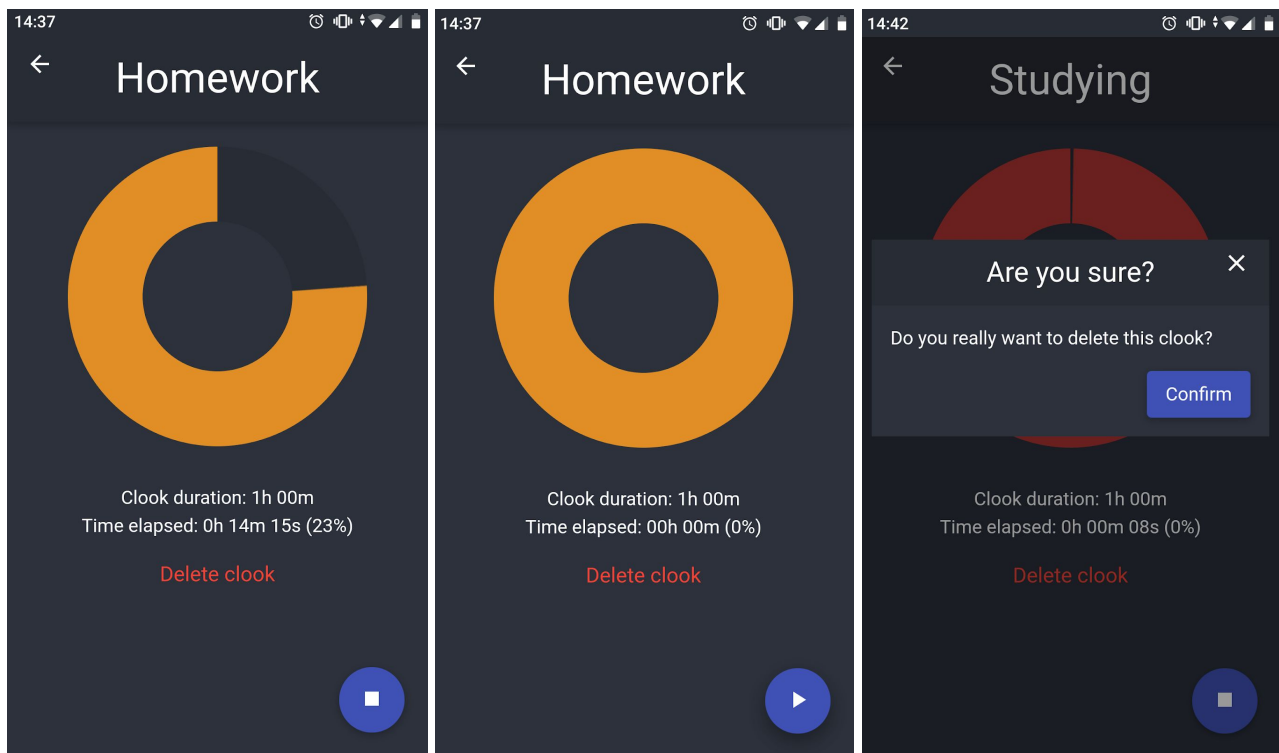 14:37
Homework
Clook duration: 1h 00m
Time elapsed: 0h 14m 15s (23%)
Delete clook
14:37
Homework
Clook duration: 1h 00m
Time elapsed: 00h 00m (0%)
Delete clook
14:42
Studying
Are you sure?
Do you really want to delete this clook?
Confirm
Clook duration: 1h 00m
Time elapsed: 0h 00m 08s (0%)
Delete clook